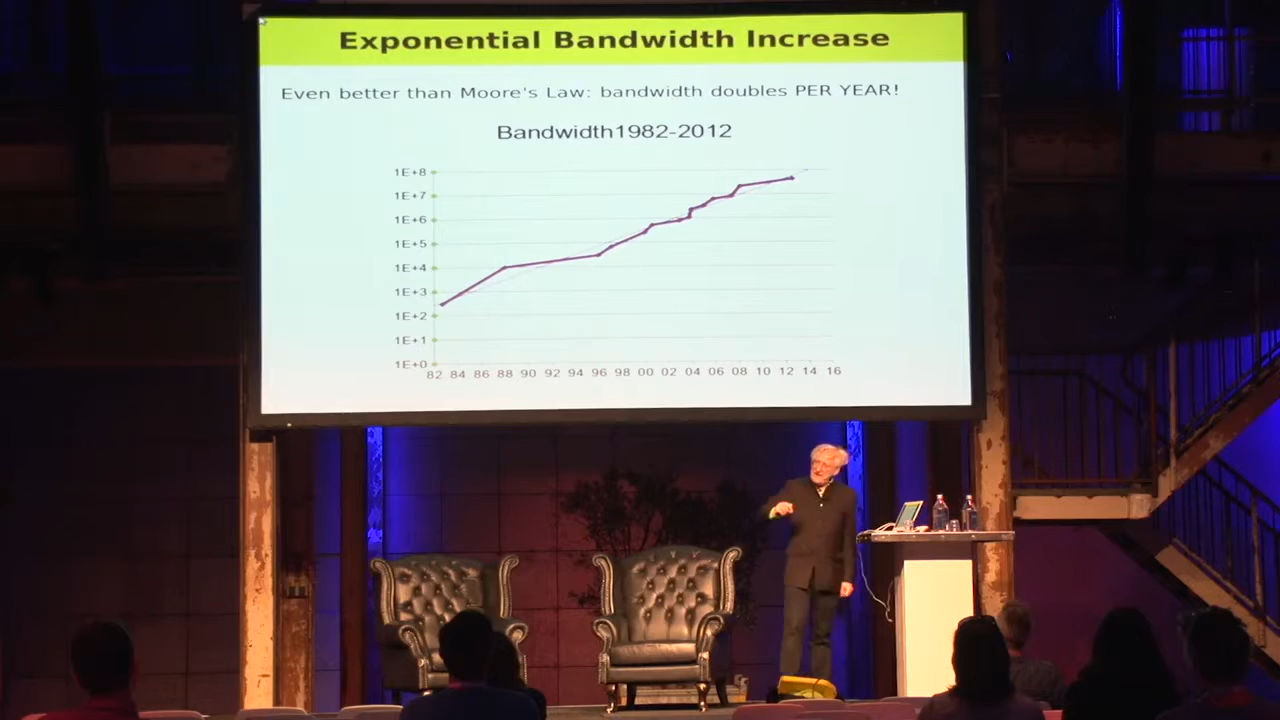 Exponential Bandwidth Increase
Even better than Moore's Law: bandwidth doubles PER YEAR!
Bandwidth1982-2012
1E+8
1E+7
1E+6
1E+5
1E+4
1E+3
1E+2
1E+1
1E+0
82 84 86 88 90 92 94 96 98 00 02 04 06 08 10 12 14 16